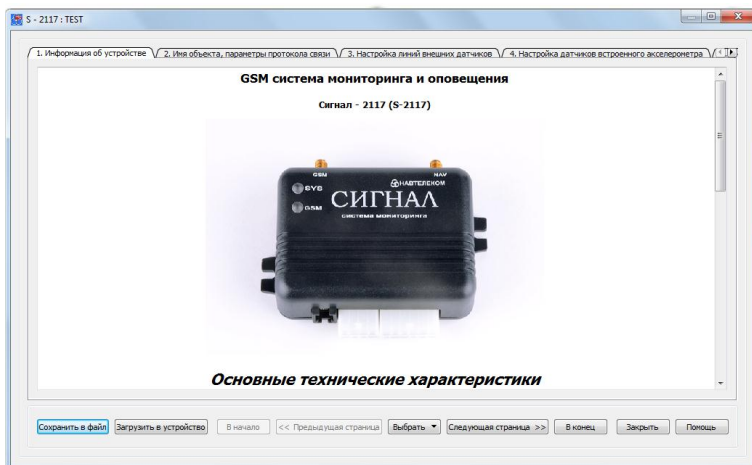 S - 2117 : TEST
1. Информация об устройстве 2. Имя объекта, параметры протокола связи 3. Настройка линий внешних датчиков 4. Настройка датчиков встроенного акселерометра
GSM система мониторинга и оповещения
Сигнал - 2117 (S-2117)
GSM NAV
SYS НАВТЕЛЕКОМ
GSM СИГНАЛ
система мониторинга
Основные технические характеристики
Сохранить в файл Загрузить в устройство В начало << Предыдущая страница Выбрать Следующая страница >> В конец Закрыть Помощь